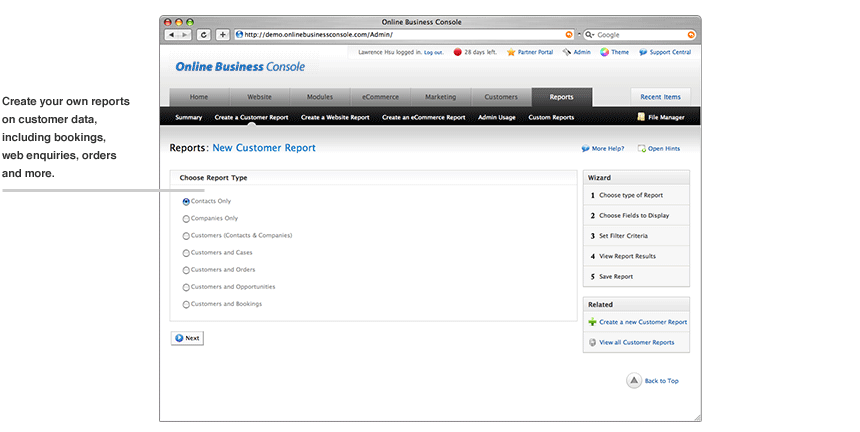 Online Business Console
http://demo.onlinebusinessconsole.com/Admin/
Google
Lawrence Hsu logged in. Log out.
28 days left.
Partner Portal
Admin
Theme
Support Central
Online Business Console
Home
Website
Modules
eCommerce
Marketing
Customers
Reports
Recent Items
Summary
Create a Customer Report
Create a Website Report
Create an eCommerce Report
Admin Usage
Custom Reports
File Manager
Create your own reports
on customer data,
including bookings,
web enquiries, orders
and more.
Reports: New Customer Report
More Help?
Open Hints
Choose Report Type
Contacts Only
Companies Only
Customers (Contacts & Companies)
Customers and Cases
Customers and Orders
Customers and Opportunities
Customers and Bookings
Next
Wizard
1 Choose type of Report
2 Choose Fields to Display
3 Set Filter Criteria
4 View Report Results
5 Save Report
Related
Create a new Customer Report
View all Customer Reports
Back to Top